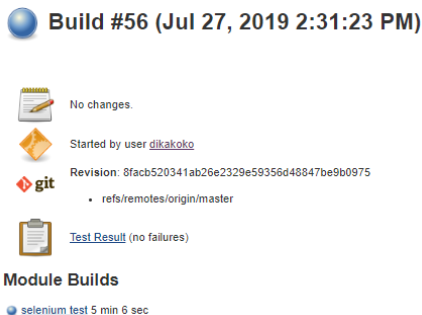 Build #56 (Jul 27, 2019 2:31:23 PM)
No changes.
Started by user dikakoko
git
Revision: 8facb520341ab26e2329e59356d48847be9b0975
refs/remotes/origin/master
Test Result (no failures)
Module Builds
selenium test 5 min 6 sec